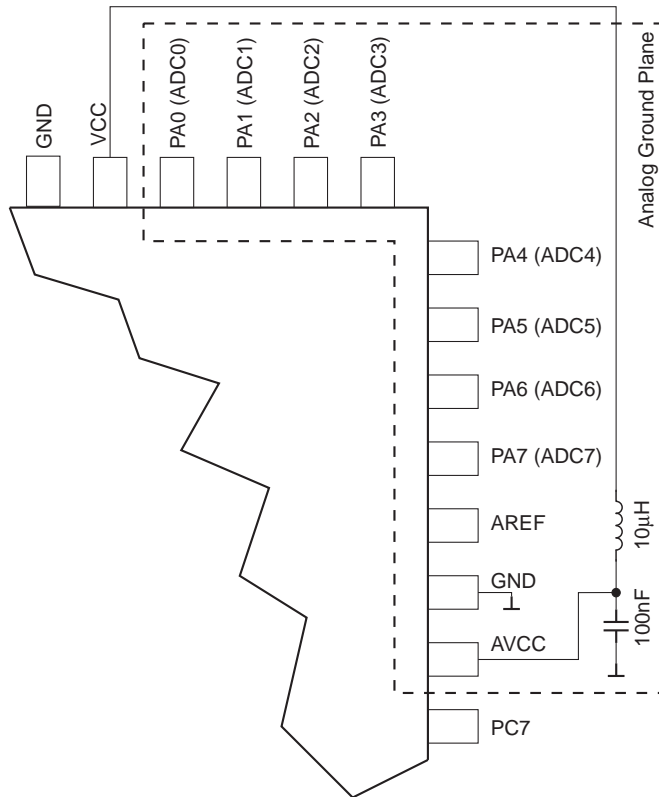 GND
VCC
PA0 (ADC0)
PA1 (ADC1)
PA2 (ADC2)
PA3 (ADC3)
Analog Ground Plane
PA4 (ADC4)
PA5 (ADC5)
PA6 (ADC6)
PA7 (ADC7)
AREF
GND
AVCC
PC7
10μH
100nF